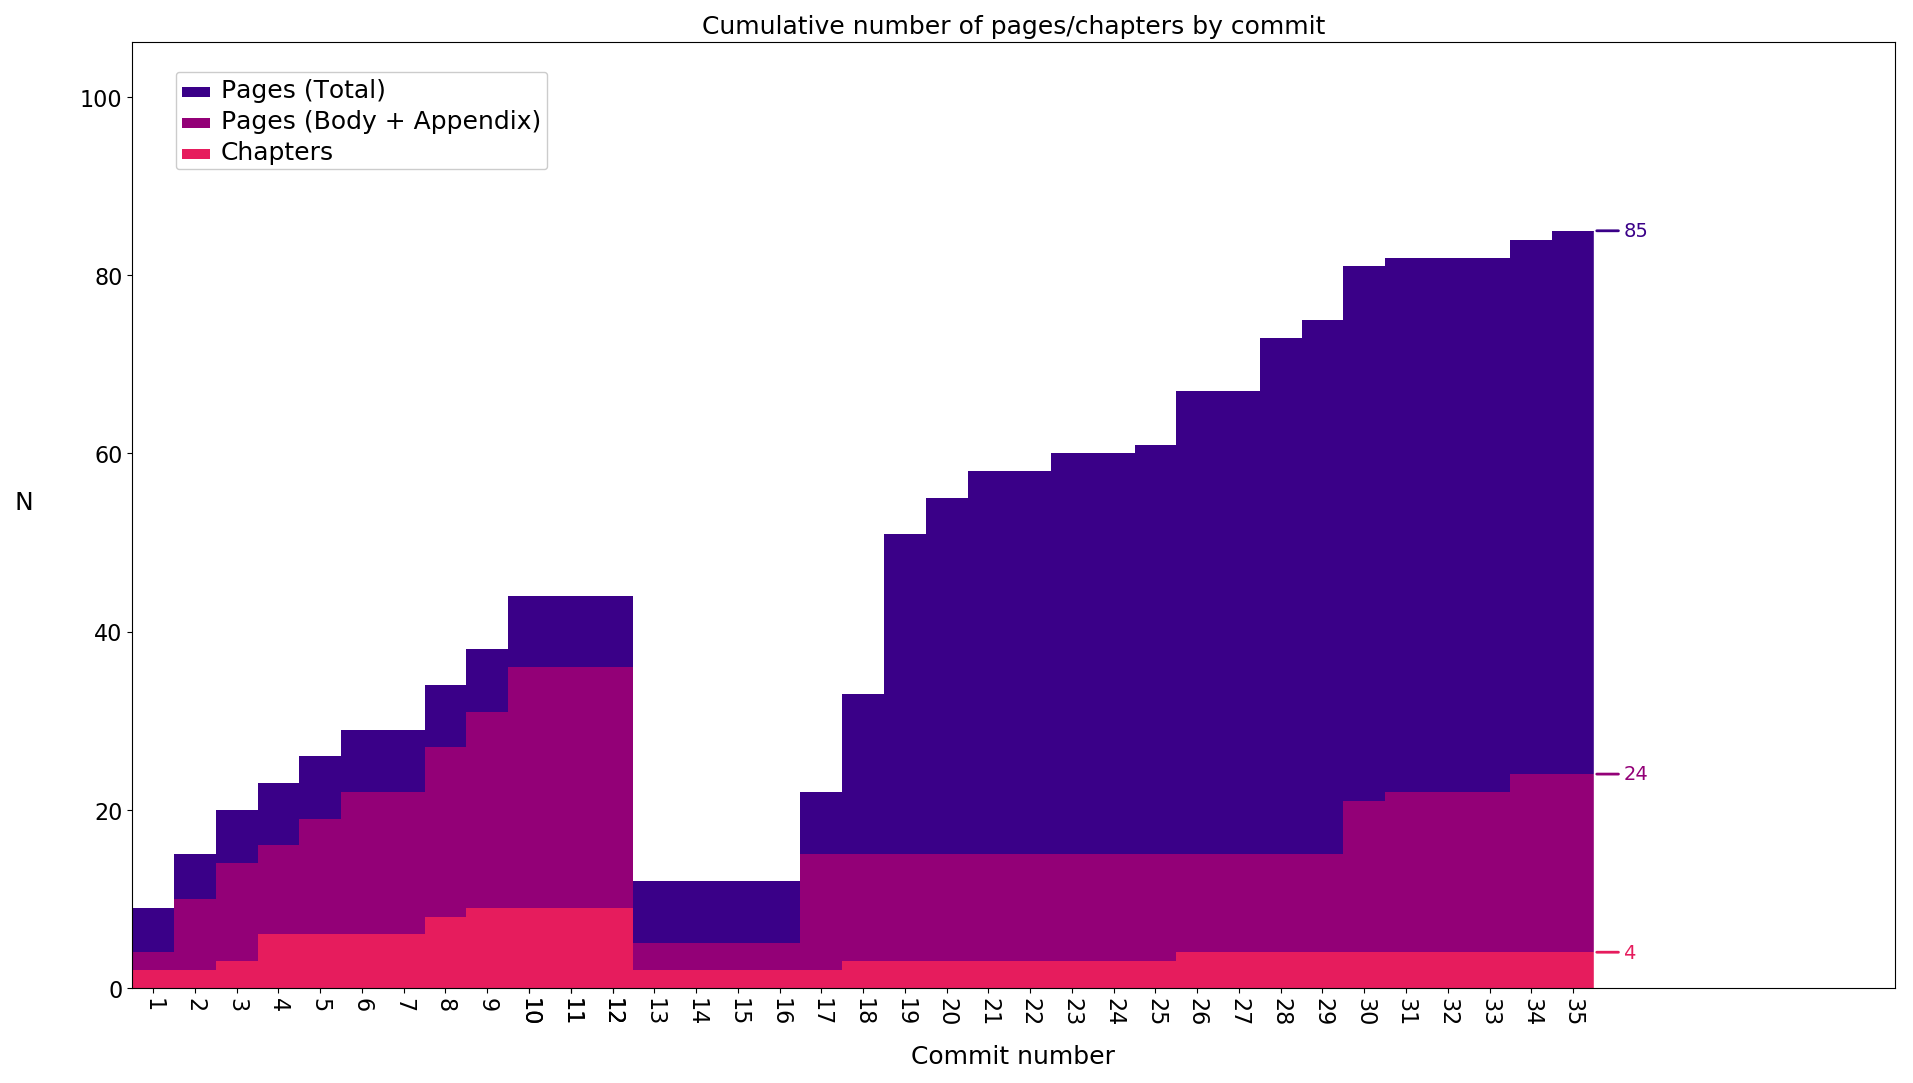 Cumulative number of pages/chapters by commit
Pages (Total)
Pages (Body + Appendix)
Chapters
100
80
60
40
20
0
N
85
24
4
1 2 3 4 5 6 7 8 9 10 11 12 13 14 15 16 17 18 19 20 21 22 23 24 25 26 27 28 29 30 31 32 33 34 35
Commit number